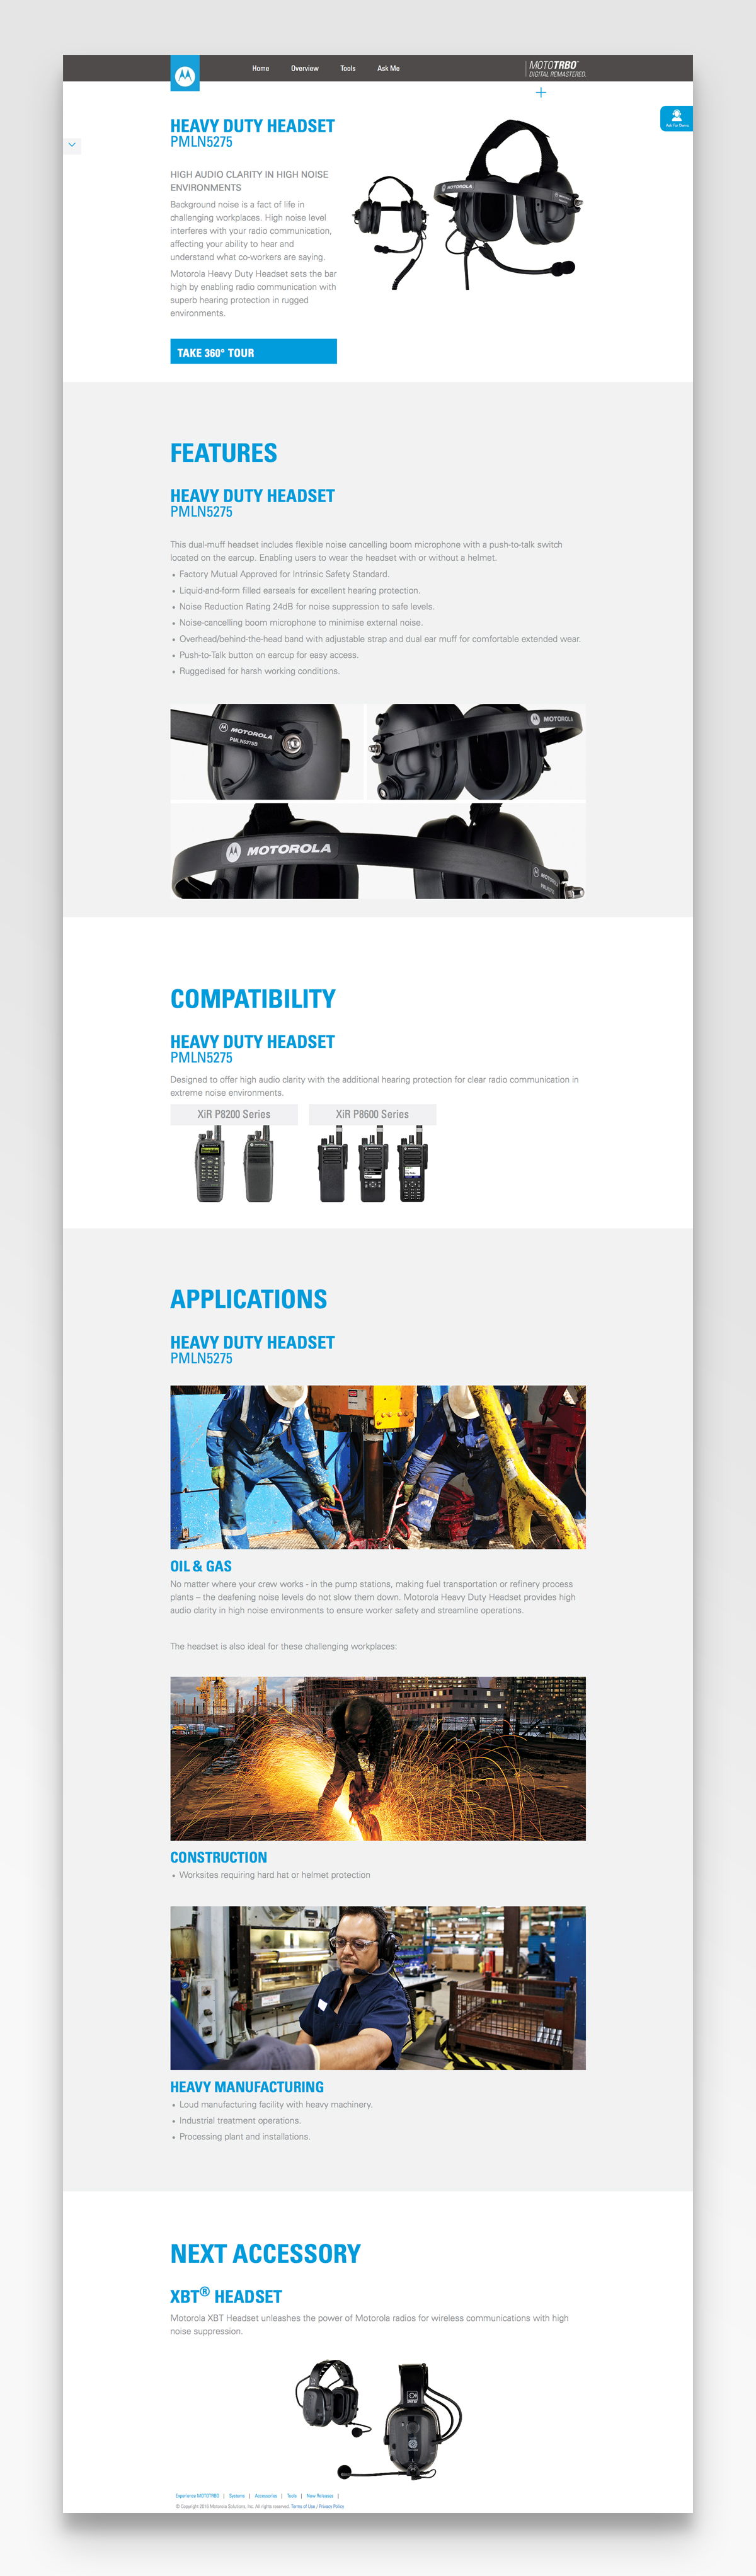 Home Overview Tools Ask Me
MOTOTRBO™
DIGITAL REMASTERED.
Ask For Demo
HEAVY DUTY HEADSET
PMLN5275
HIGH AUDIO CLARITY IN HIGH NOISE
ENVIRONMENTS
Background noise is a fact of life in
challenging workplaces. High noise level
interferes with your radio communication,
affecting your ability to hear and
understand what co-workers are saying.
Motorola Heavy Duty Headset sets the bar
high by enabling radio communication with
superb hearing protection in rugged
environments.
MOTOROLA
TAKE 360° TOUR
FEATURES
HEAVY DUTY HEADSET
PMLN5275
This dual-muff headset includes flexible noise cancelling boom microphone with a push-to-talk switch
located on the earcup. Enabling users to wear the headset with or without a helmet.
• Factory Mutual Approved for Intrinsic Safety Standard.
• Liquid-and-form filled earseals for excellent hearing protection.
• Noise Reduction Rating 24dB for noise suppression to safe levels.
• Noise-cancelling boom microphone to minimise external noise.
• Overhead/behind-the-head band with adjustable strap and dual ear muff for comfortable extended wear.
• Push-to-Talk button on earcup for easy access.
• Ruggedised for harsh working conditions.
MOTOROLA
PMLN5275B
MOTOROLA
MOTOROLA
MOTOROLA
COMPATIBILITY
HEAVY DUTY HEADSET
PMLN5275
Designed to offer high audio clarity with the additional hearing protection for clear radio communication in
extreme noise environments.
XiR P8200 Series XiR P8600 Series
APPLICATIONS
HEAVY DUTY HEADSET
PMLN5275
OIL & GAS
No matter where your crew works - in the pump stations, making fuel transportation or refinery process
plants – the deafening noise levels do not slow them down. Motorola Heavy Duty Headset provides high
audio clarity in high noise environments to ensure worker safety and streamline operations.
The headset is also ideal for these challenging workplaces:
CONSTRUCTION
• Worksites requiring hard hat or helmet protection
HEAVY MANUFACTURING
• Loud manufacturing facility with heavy machinery.
• Industrial treatment operations.
• Processing plant and installations.
NEXT ACCESSORY
XBT® HEADSET
Motorola XBT Headset unleashes the power of Motorola radios for wireless communications with high
noise suppression.
Experience MOTOTRBO | Systems | Accessories | Tools | New Releases |
© Copyright 2016 Motorola Solutions, Inc. All rights reserved. Terms of Use / Privacy Policy